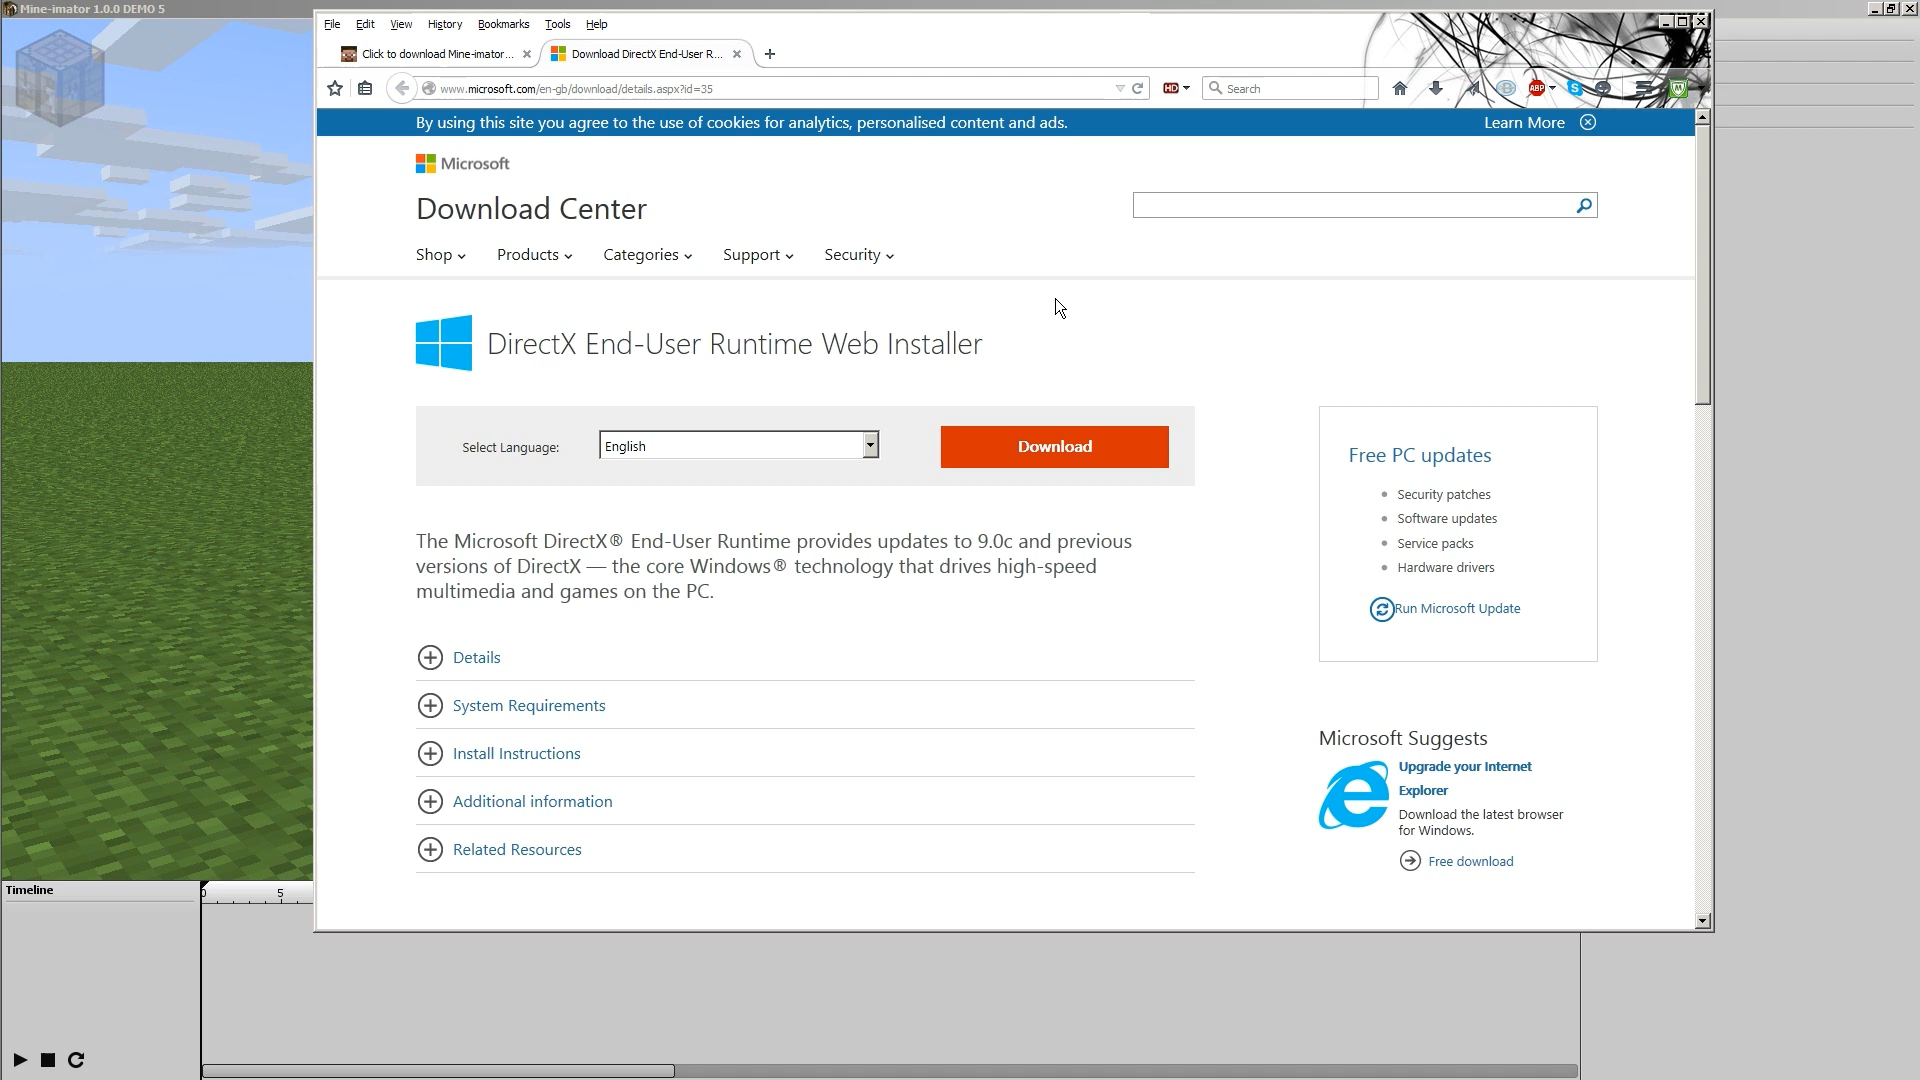 Mine-imator 1.0.0 DEMO 5
File Edit View History Bookmarks Tools Help
Click to download Mine-imator...
Download DirectX End-User R...
www.microsoft.com/en-gb/download/details.aspx?id=35
HD
Search
ABP
By using this site you agree to the use of cookies for analytics, personalised content and ads.
Learn More
Microsoft
Download Center
Shop Products Categories Support Security
DirectX End-User Runtime Web Installer
Select Language:
English
Download
The Microsoft DirectX® End-User Runtime provides updates to 9.0c and previous
versions of DirectX — the core Windows® technology that drives high-speed
multimedia and games on the PC.
Details
System Requirements
Install Instructions
Additional information
Related Resources
Free PC updates
Security patches
Software updates
Service packs
Hardware drivers
Run Microsoft Update
Microsoft Suggests
Upgrade your Internet
Explorer
Download the latest browser
for Windows.
Free download
Timeline
0 5